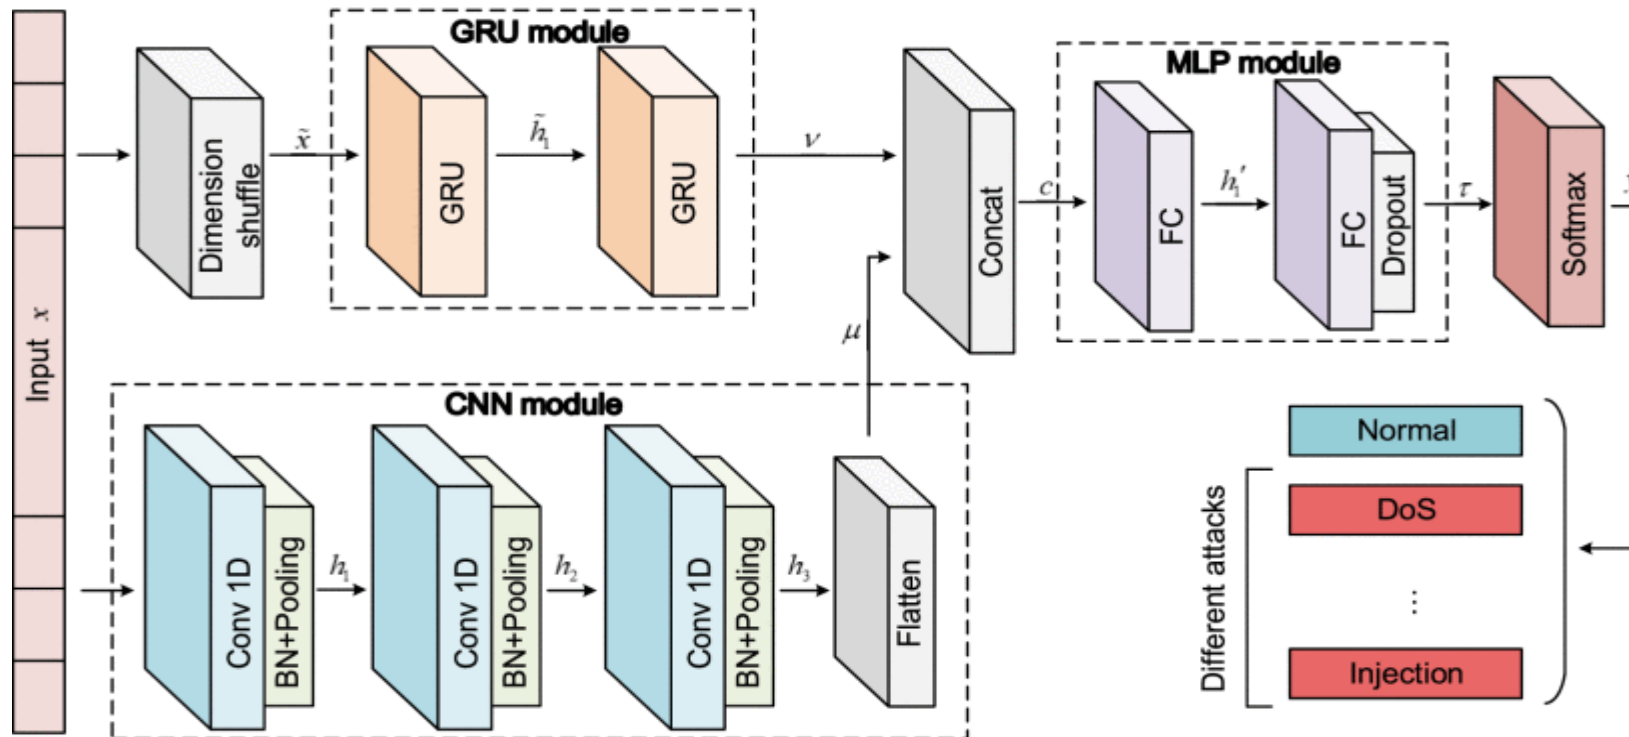 GRU module
MLP module
Input x
Dimension
shuffle
x̃
GRU
h̃₁
GRU
ν
Concat
c
FC
h₁′
FC
Dropout
τ
Softmax
μ
CNN module
Conv 1D
BN+Pooling
h₁
Conv 1D
BN+Pooling
h₂
Conv 1D
BN+Pooling
h₃
Flatten
Different attacks
Normal
DoS
...
Injection